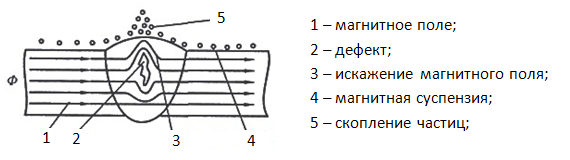 5
1 – магнитное поле;
2 – дефект;
3 – искажение магнитного поля;
4 – магнитная суспензия;
5 – скопление частиц;
Ф
1 2 3 4